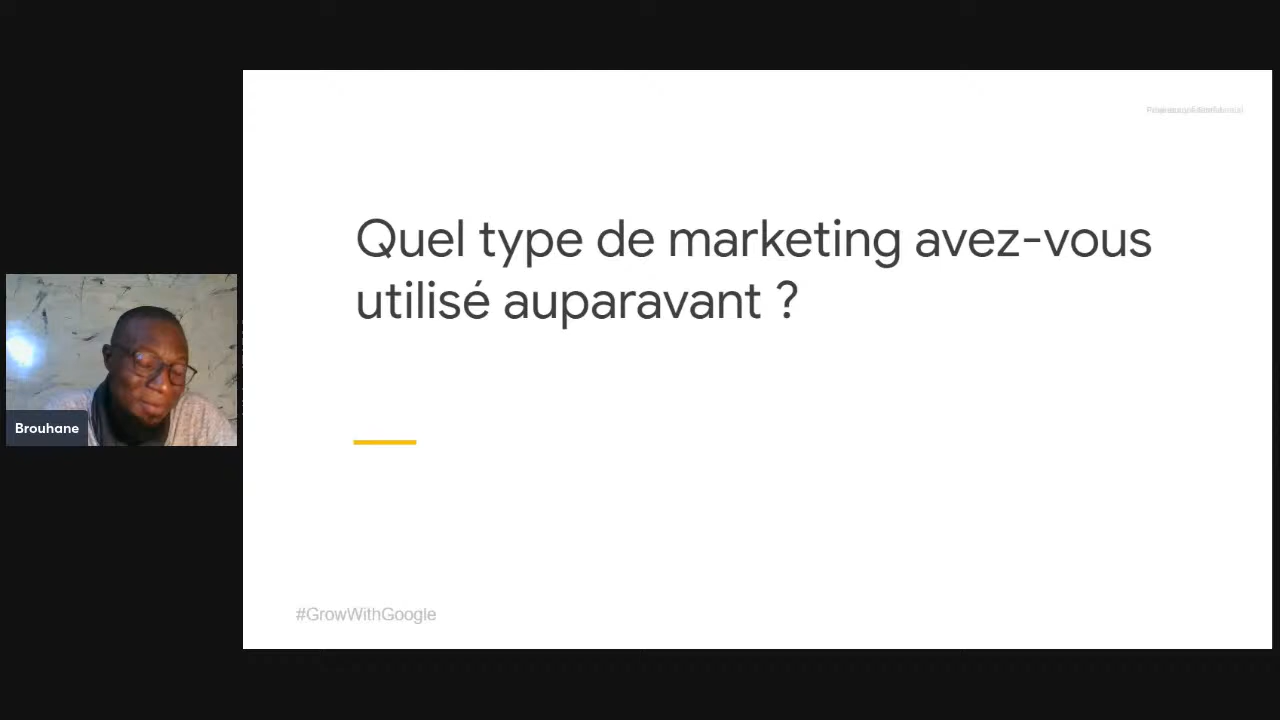 Quel type de marketing avez-vous
utilisé auparavant ?
Brouhane
#GrowWithGoogle